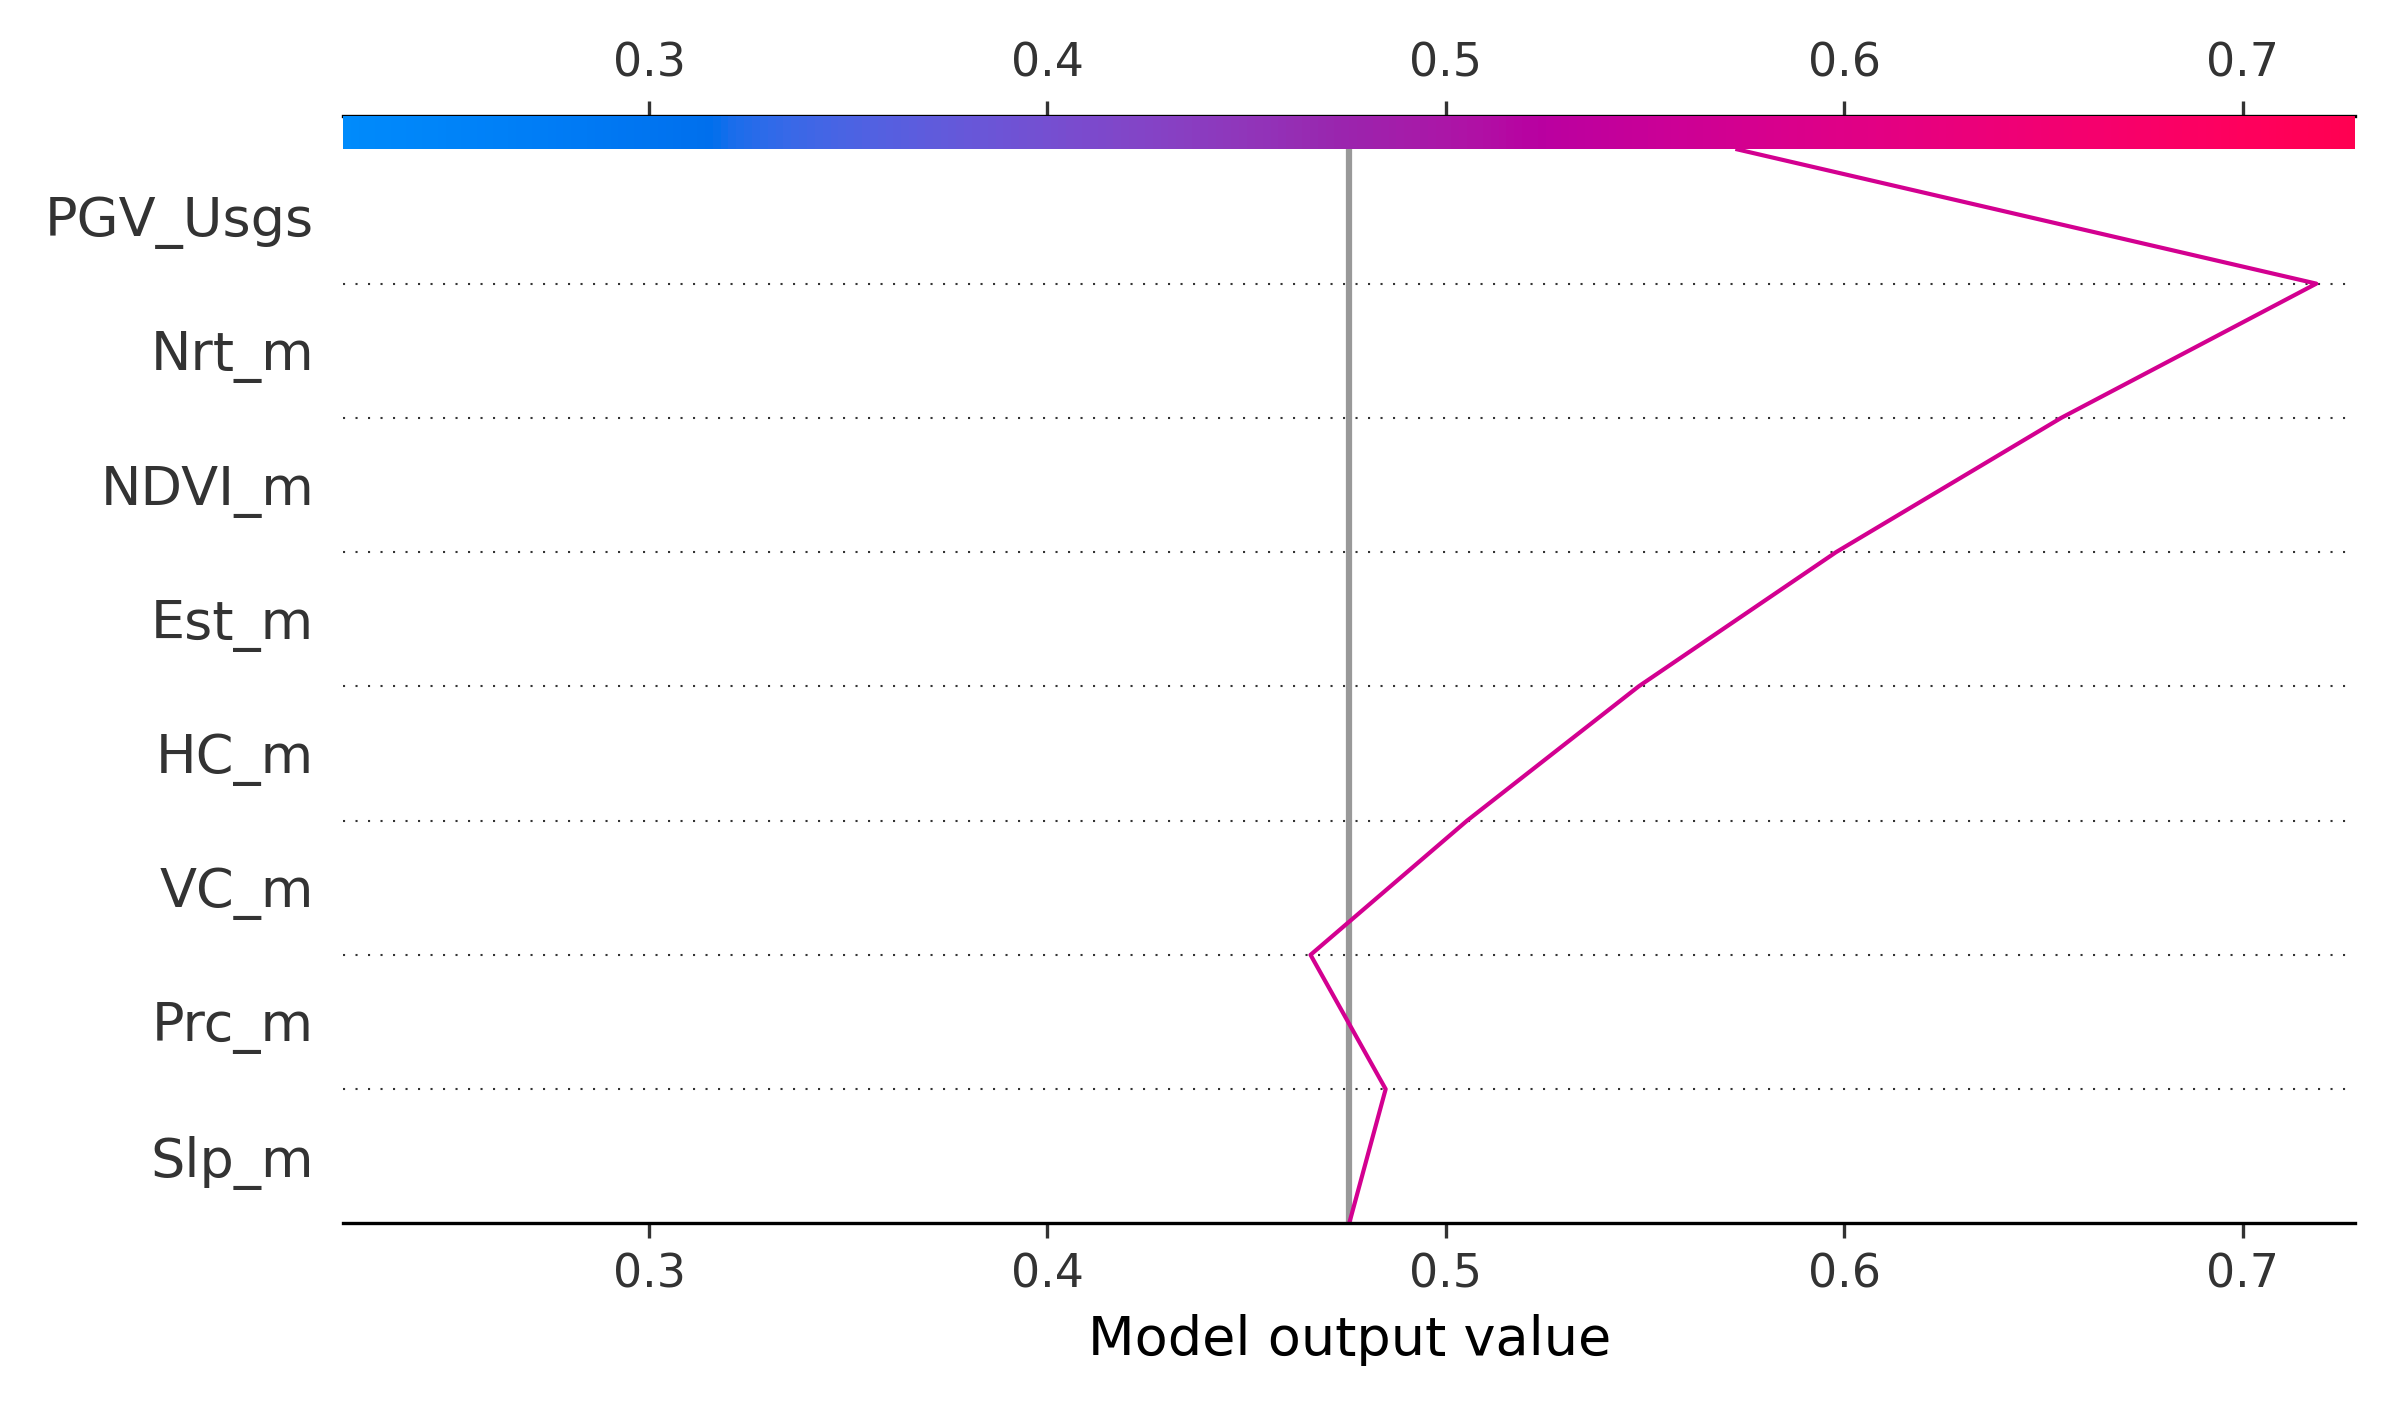 0.3 0.4 0.5 0.6 0.7
PGV_Usgs
Nrt_m
NDVI_m
Est_m
HC_m
VC_m
Prc_m
Slp_m
0.3 0.4 0.5 0.6 0.7
Model output value